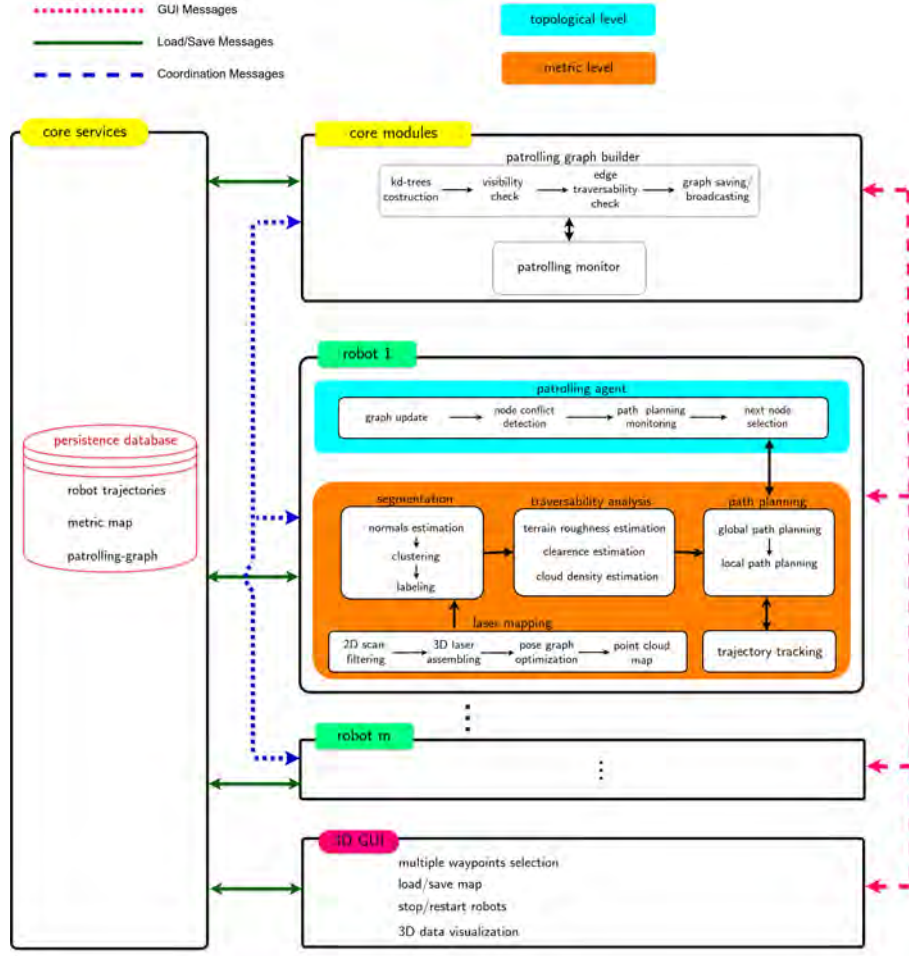 GUI Messages
Load/Save Messages
Coordination Messages
topological level
metric level
core services
persistence database
robot trajectories
metric map
patrolling-graph
core modules
patrolling graph builder
kd-trees
costruction
visibility
check
edge
traversability
check
graph saving/
broadcasting
patrolling monitor
robot 1
patrolling agent
graph update
node conflict
detection
path planning
monitoring
next node
selection
segmentation
normals estimation
clustering
labeling
traversability analysis
terrain roughness estimation
clearence estimation
cloud density estimation
path planning
global path planning
local path planning
laser mapping
2D scan
filtering
3D laser
assembling
pose graph
optimization
point cloud
map
trajectory tracking
robot m
3D GUI
multiple waypoints selection
load/save map
stop/restart robots
3D data visualization